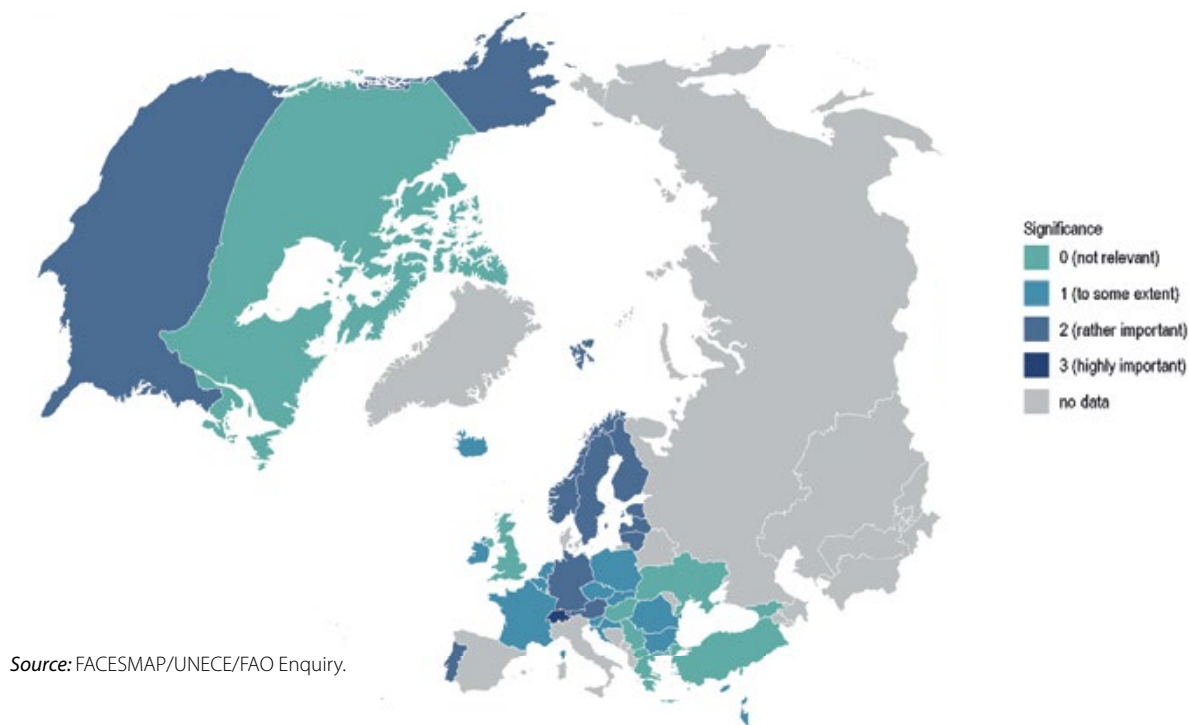 Significance
0 (not relevant)
1 (to some extent)
2 (rather important)
3 (highly important)
no data
Source: FACESMAP/UNECE/FAO Enquiry.